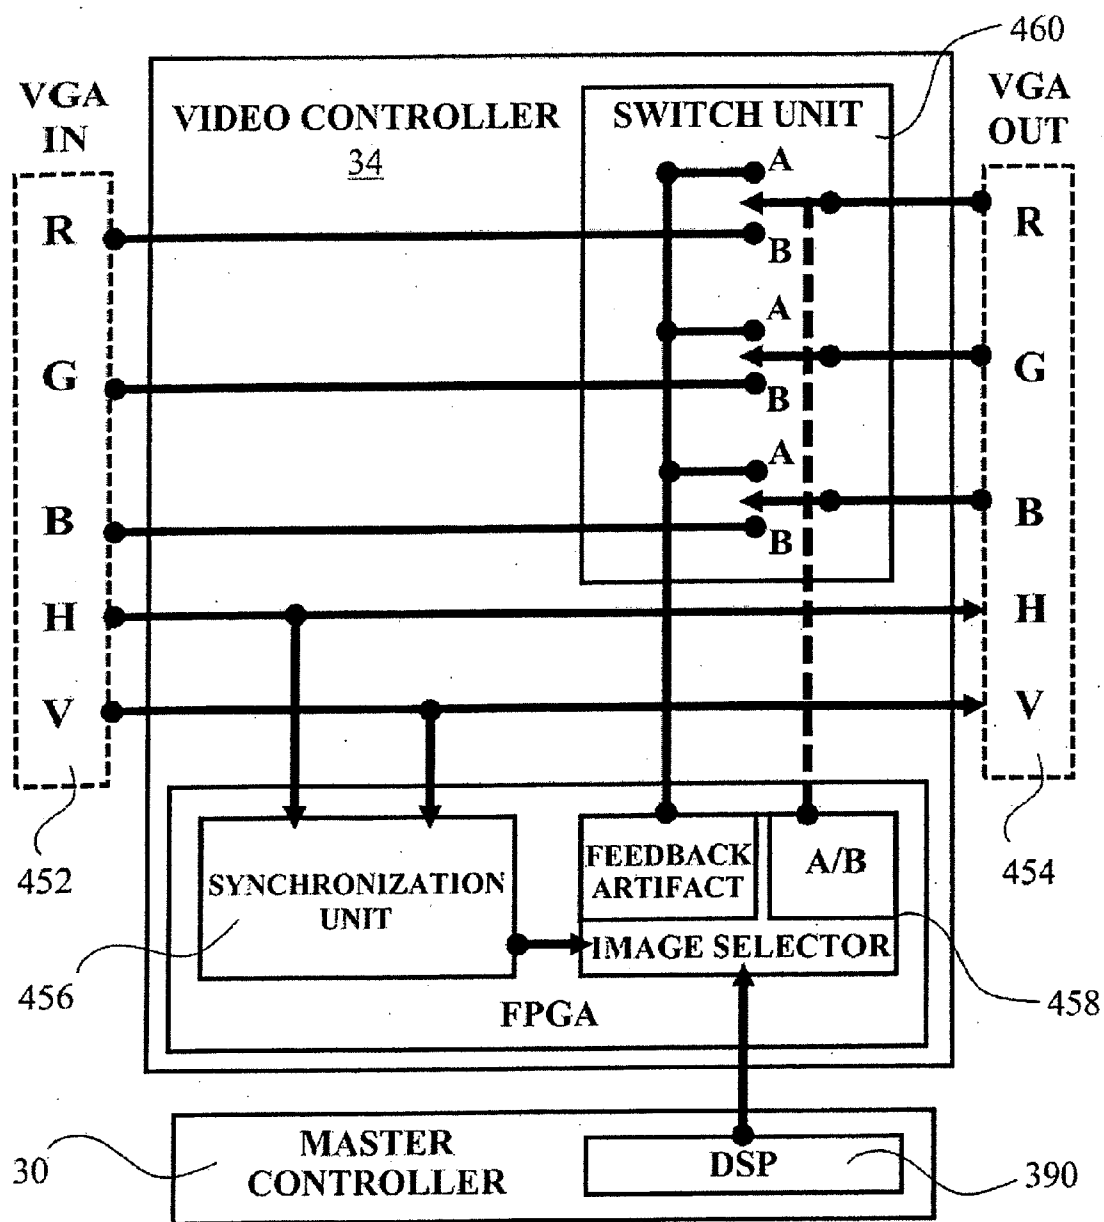 460
VGA
IN
VIDEO CONTROLLER
34
SWITCH UNIT
VGA
OUT
R
G
B
H
V
A
B
A
B
A
B
R
G
B
H
V
452
454
SYNCHRONIZATION
UNIT
FEEDBACK
ARTIFACT
A/B
IMAGE SELECTOR
456
458
FPGA
30
MASTER
CONTROLLER
DSP
390